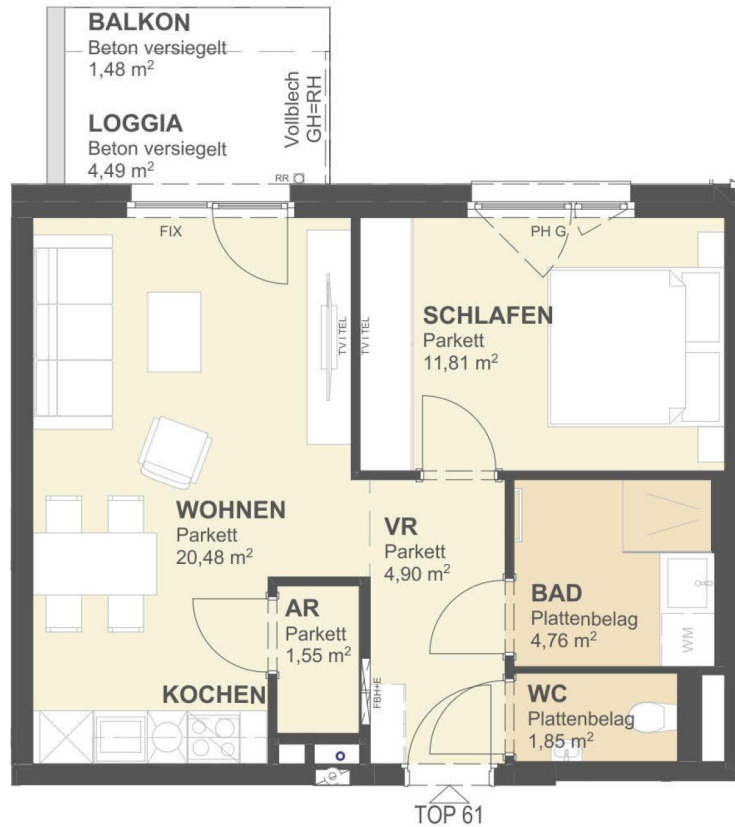 BALKON
Beton versiegelt
1,48 m²
LOGGIA
Beton versiegelt
4,49 m²
Vollblech
GH=RH
RR
FIX
PH G
TV I TEL
TV I TEL
SCHLAFEN
Parkett
11,81 m²
WOHNEN
Parkett
20,48 m²
VR
Parkett
4,90 m²
AR
Parkett
1,55 m²
BAD
Plattenbelag
4,76 m²
WM
KOCHEN
FBH+E
WC
Plattenbelag
1,85 m²
TOP 61